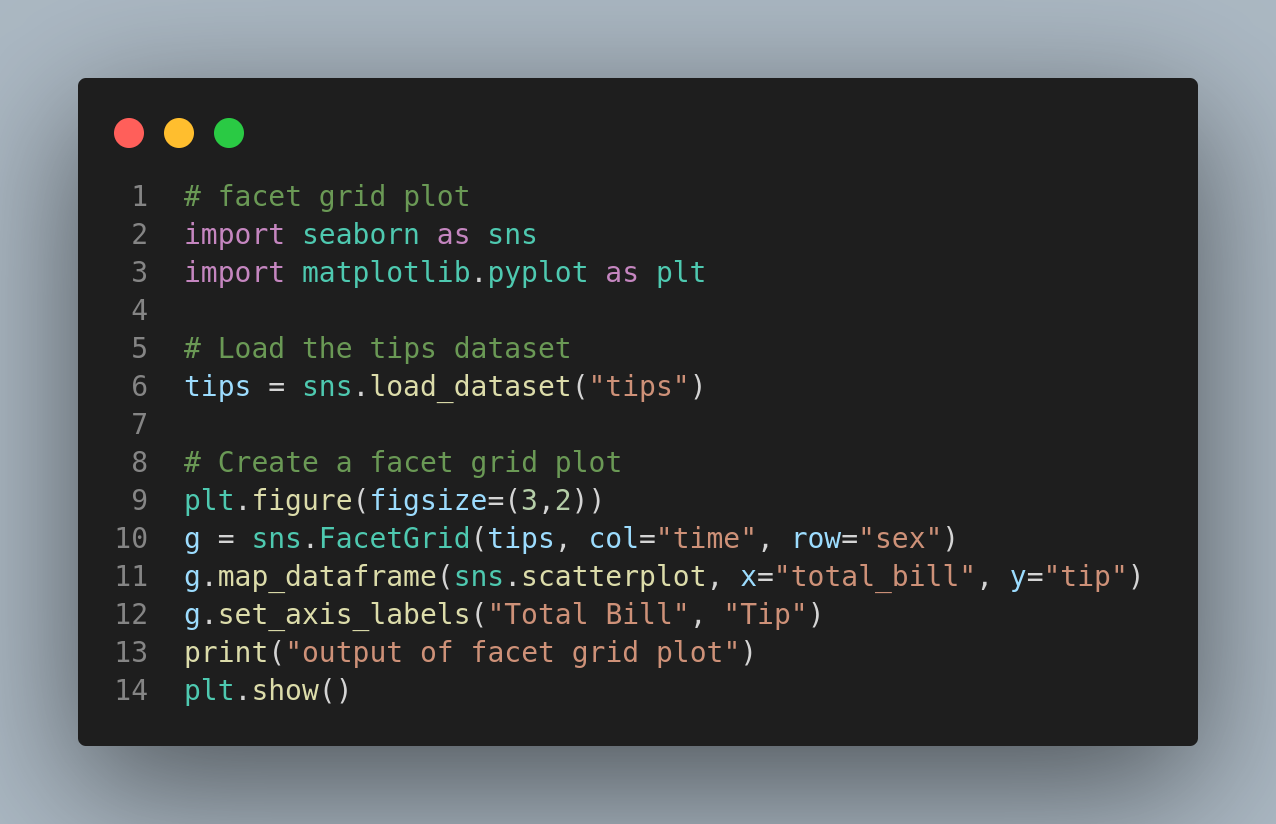 1 # facet grid plot
2 import seaborn as sns
3 import matplotlib.pyplot as plt
4
5 # Load the tips dataset
6 tips = sns.load_dataset("tips")
7
8 # Create a facet grid plot
9 plt.figure(figsize=(3,2))
10 g = sns.FacetGrid(tips, col="time", row="sex")
11 g.map_dataframe(sns.scatterplot, x="total_bill", y="tip")
12 g.set_axis_labels("Total Bill", "Tip")
13 print("output of facet grid plot")
14 plt.show()